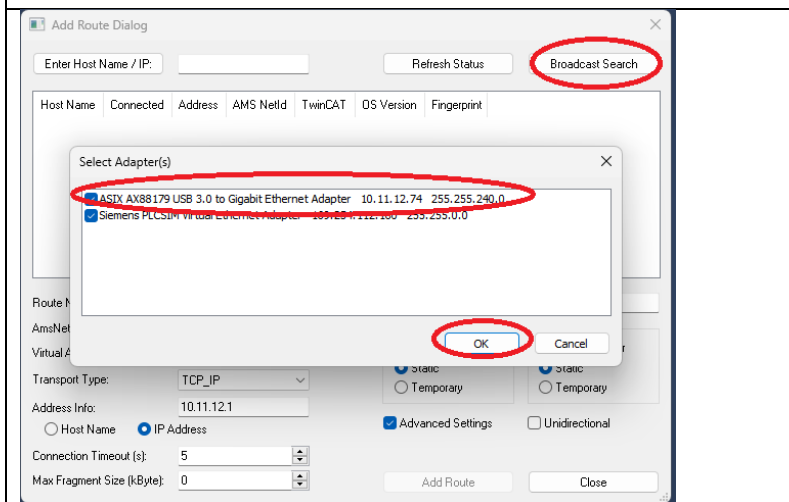 Add Route Dialog
Enter Host Name / IP: Refresh Status Broadcast Search
Host Name Connected Address AMS NetId TwinCAT OS Version Fingerprint
Select Adapter(s)
ASIX AX88179 USB 3.0 to Gigabit Ethernet Adapter 10.11.12.74 255.255.240.0
Siemens PLCSIM Virtual Ethernet Adapter 255.0.0
OK Cancel
Route
AmsNet
Virtual
Static Static
Transport Type: TCP_IP Temporary Temporary
Address Info: 10.11.12.1
Host Name IP Address Advanced Settings Unidirectional
Connection Timeout (s): 5
Max Fragment Size (kByte): 0 Add Route Close